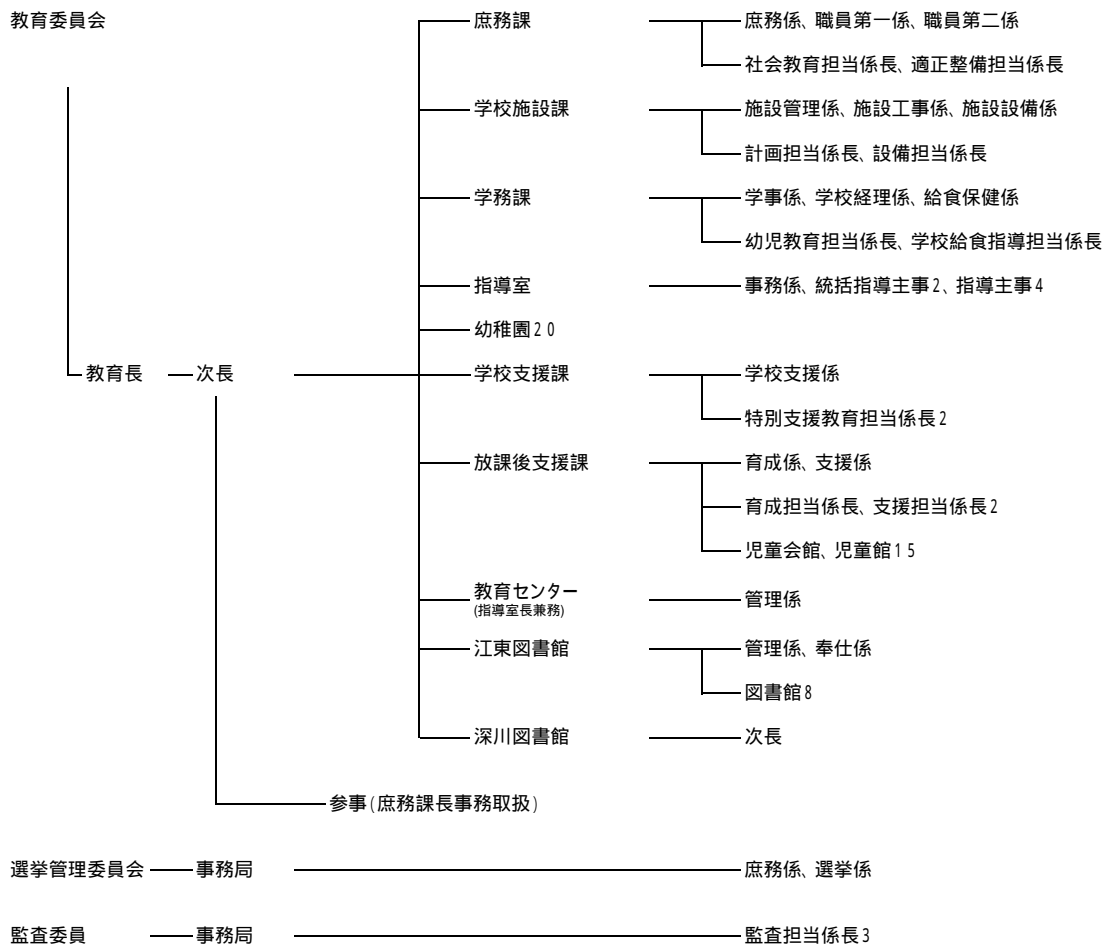 教育委員会 庶務課 庶務係、職員第一係、職員第二係
社会教育担当係長、適正整備担当係長
学校施設課 施設管理係、施設工事係、施設設備係
計画担当係長、設備担当係長
学務課 学事係、学校経理係、給食保健係
幼児教育担当係長、学校給食指導担当係長
指導室 事務係、統括指導主事2、指導主事4
幼稚園20
教育長 次長 学校支援課 学校支援係
特別支援教育担当係長2
放課後支援課 育成係、支援係
育成担当係長、支援担当係長2
児童会館、児童館15
教育センター 管理係
(指導室長兼務)
江東図書館 管理係、奉仕係
図書館8
深川図書館 次長
参事(庶務課長事務取扱)
選挙管理委員会 事務局 庶務係、選挙係
監査委員 事務局 監査担当係長3